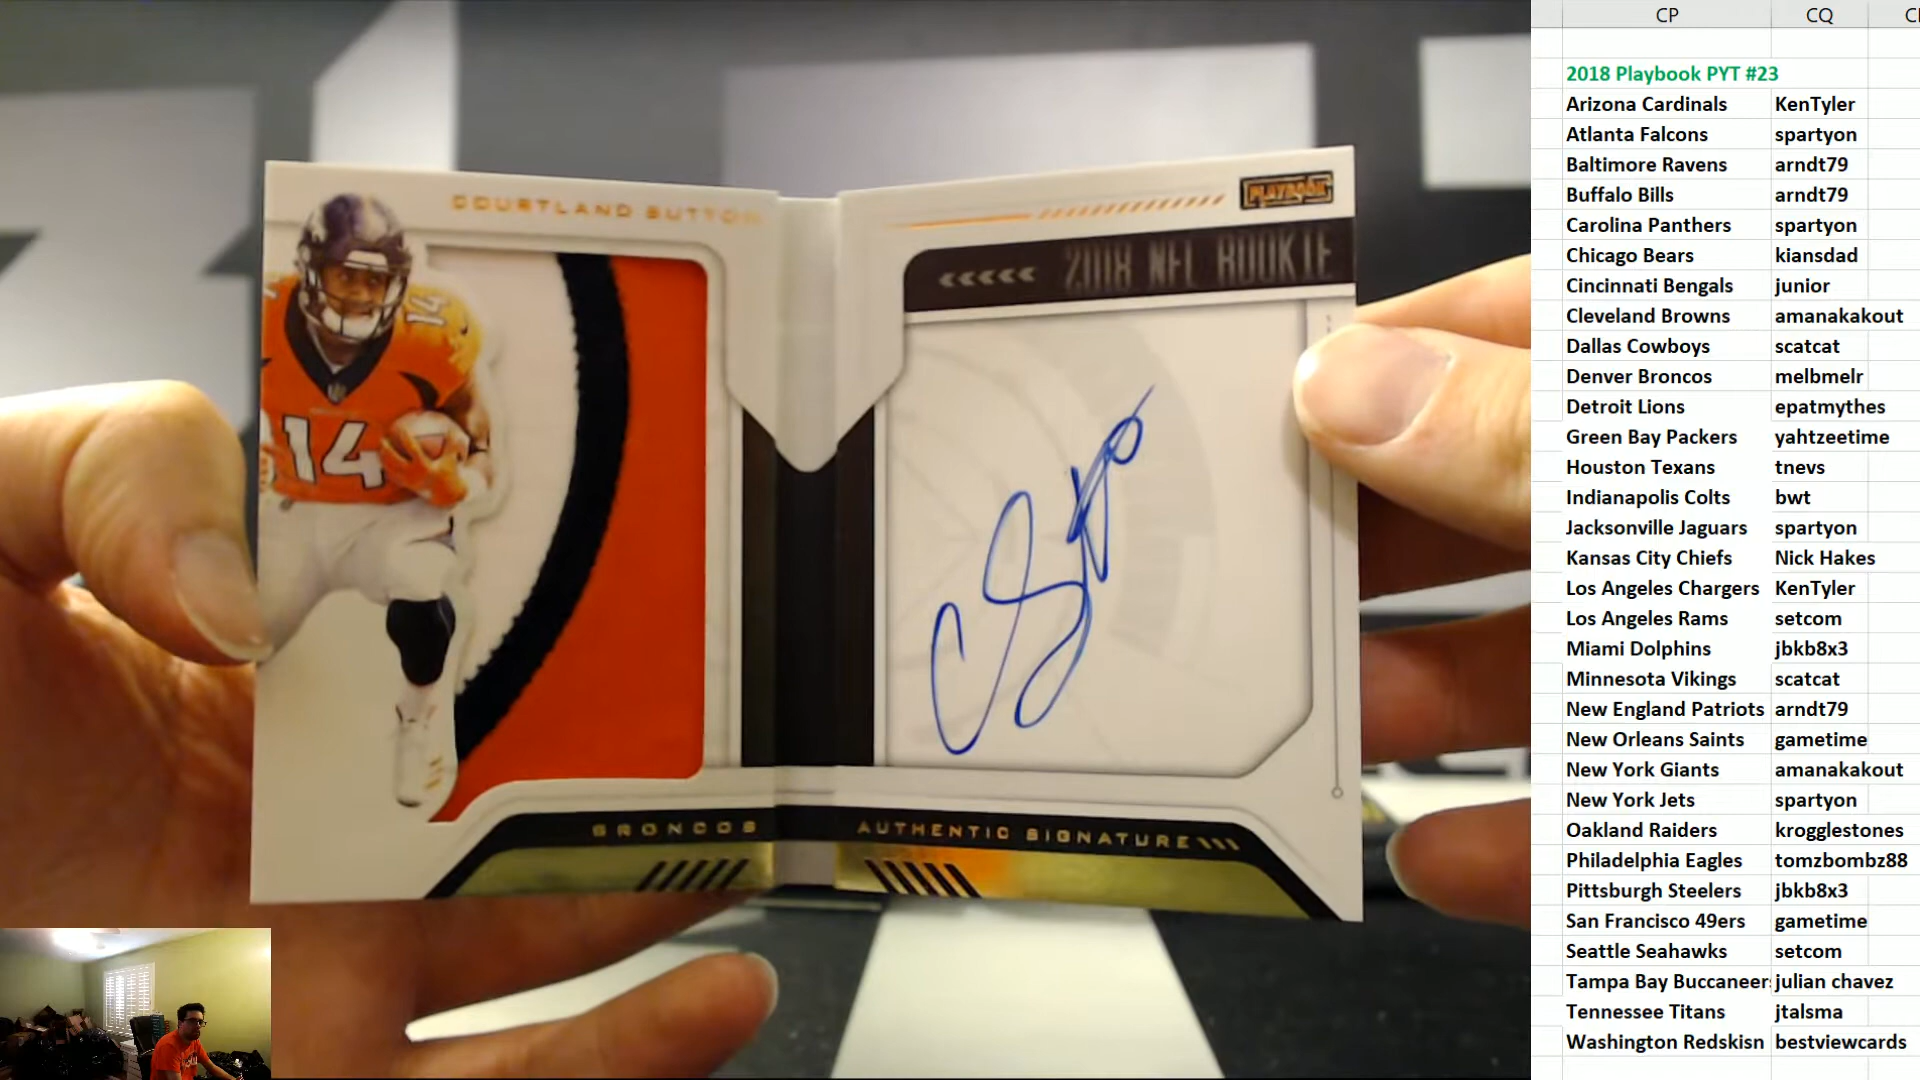 COURTLAND SUTTON
PLAYBOOK
2018 NFL ROOKIE
14
14
BRONCOS
AUTHENTIC SIGNATURE
CP CQ
2018 Playbook PYT #23
Arizona Cardinals KenTyler
Atlanta Falcons spartyon
Baltimore Ravens arndt79
Buffalo Bills arndt79
Carolina Panthers spartyon
Chicago Bears kiansdad
Cincinnati Bengals junior
Cleveland Browns amanakakout
Dallas Cowboys scatcat
Denver Broncos melbmelr
Detroit Lions epatmythes
Green Bay Packers yahtzeetime
Houston Texans tnevs
Indianapolis Colts bwt
Jacksonville Jaguars spartyon
Kansas City Chiefs Nick Hakes
Los Angeles Chargers KenTyler
Los Angeles Rams setcom
Miami Dolphins jbkb8x3
Minnesota Vikings scatcat
New England Patriots arndt79
New Orleans Saints gametime
New York Giants amanakakout
New York Jets spartyon
Oakland Raiders krogglestones
Philadelphia Eagles tomzbombz88
Pittsburgh Steelers jbkb8x3
San Francisco 49ers gametime
Seattle Seahawks setcom
Tampa Bay Buccaneer julian chavez
Tennessee Titans jtalsma
Washington Redskisn bestviewcards